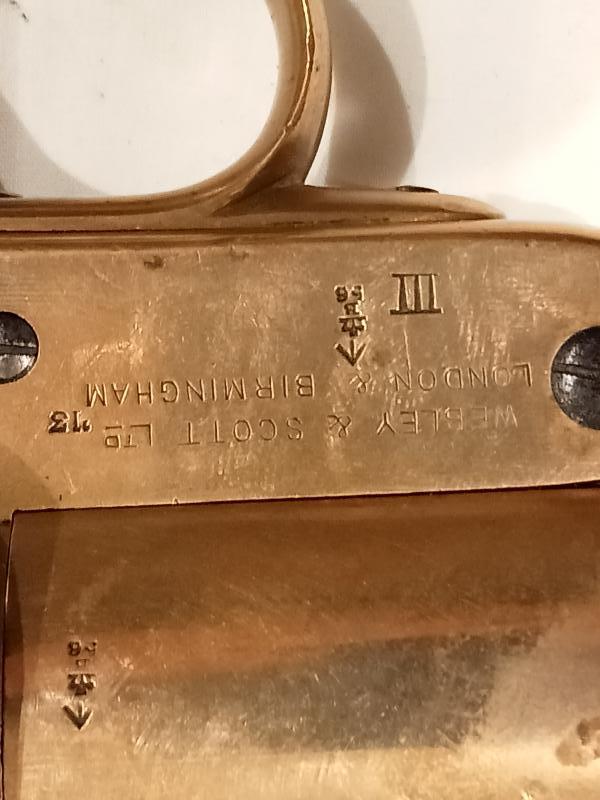 WEBLEY & SCOTT LTD '13
LONDON & BIRMINGHAM
III